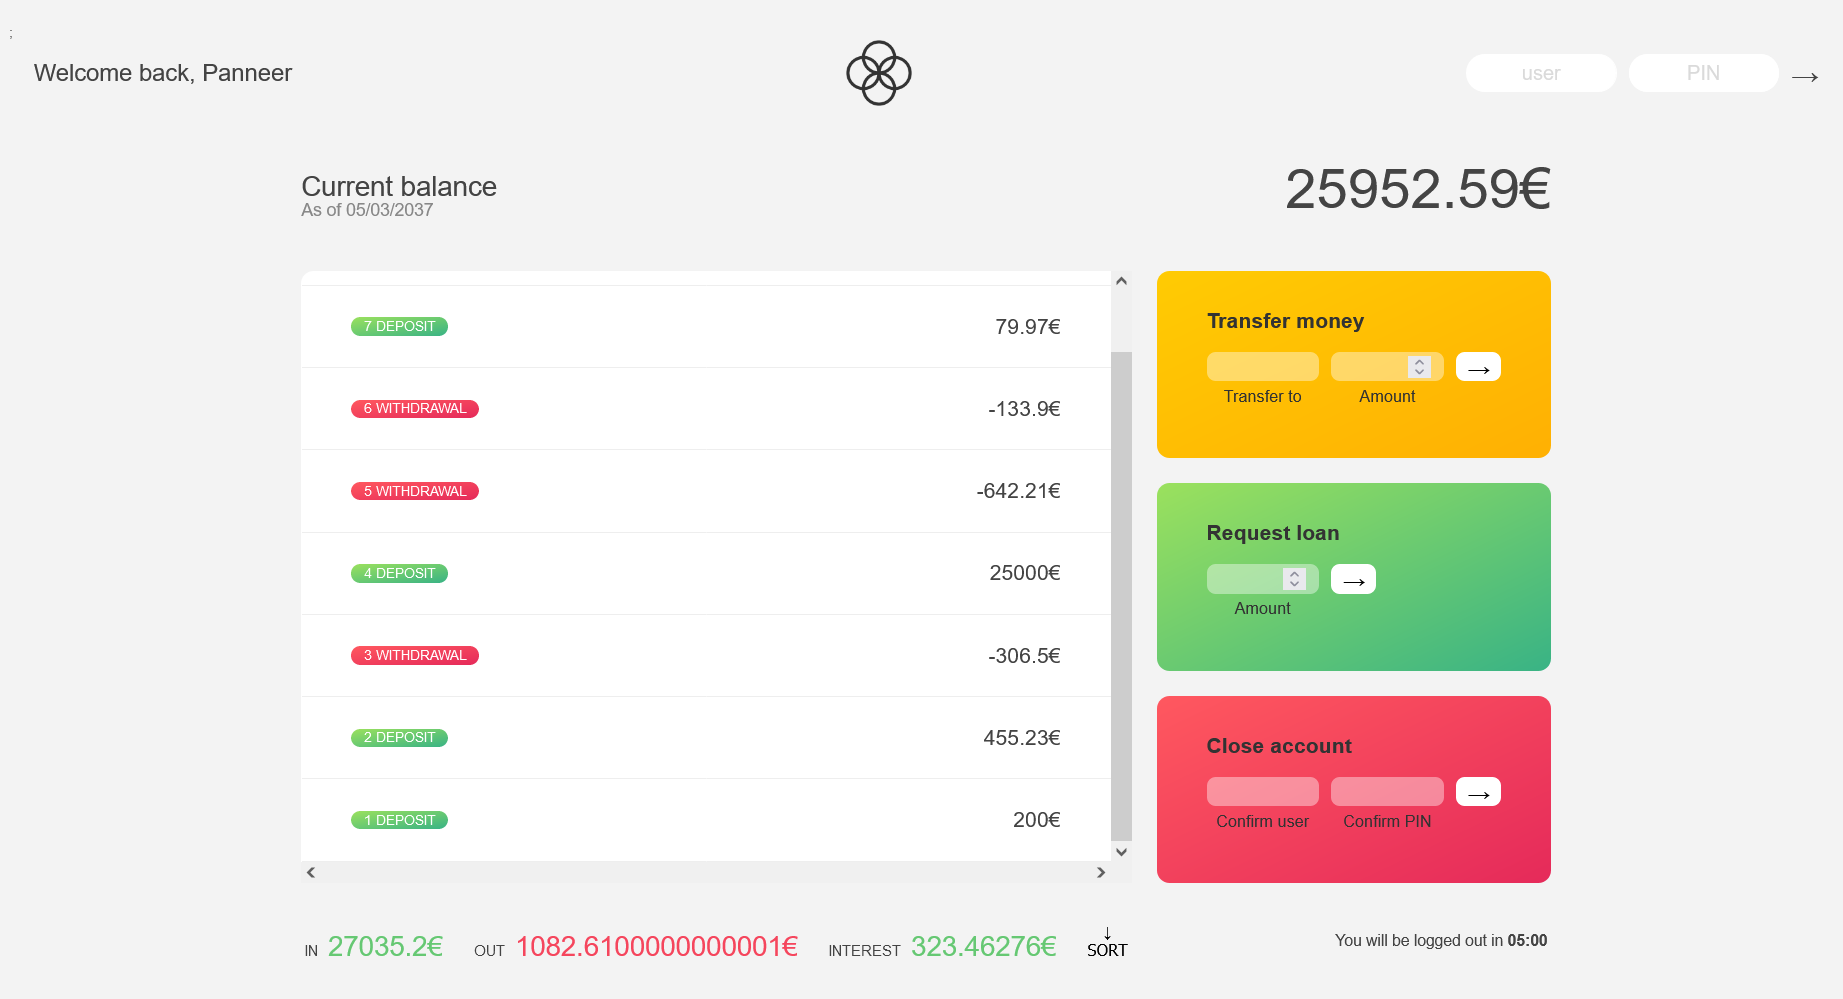 ;
Welcome back, Panneer
user
PIN
→
Current balance
As of 05/03/2037
25952.59€
7 DEPOSIT 79.97€
6 WITHDRAWAL -133.9€
5 WITHDRAWAL -642.21€
4 DEPOSIT 25000€
3 WITHDRAWAL -306.5€
2 DEPOSIT 455.23€
1 DEPOSIT 200€
Transfer money
→
Transfer to Amount
Request loan
→
Amount
Close account
→
Confirm user Confirm PIN
IN 27035.2€ OUT 1082.6100000000001€ INTEREST 323.46276€ ↓ SORT
You will be logged out in 05:00